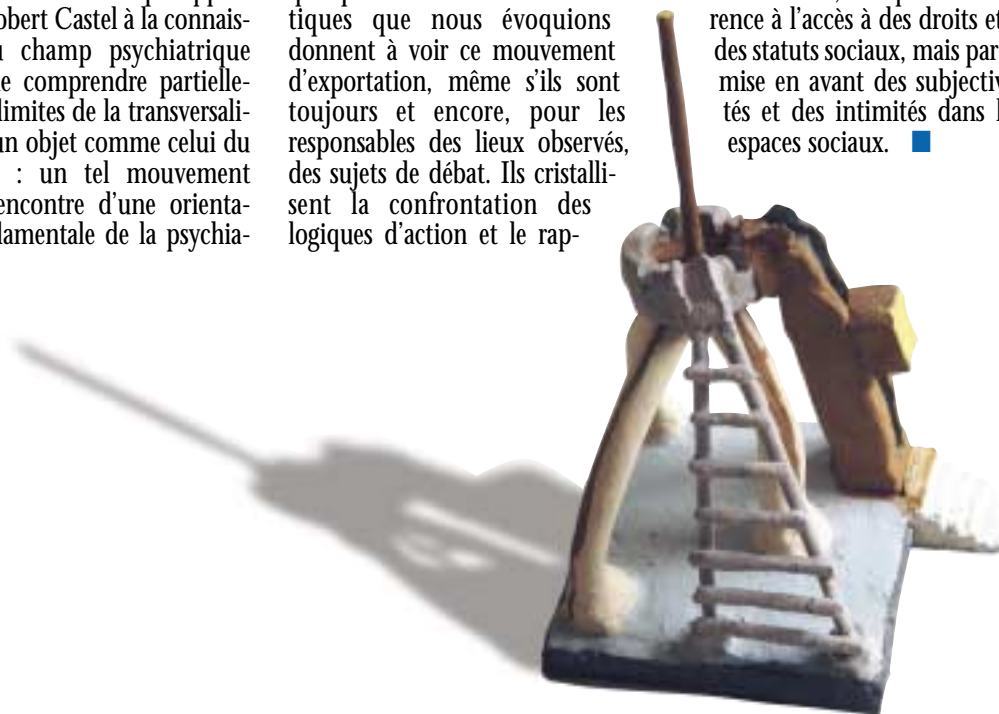 obert Castel à la connais-
champ psychiatrique
e comprendre partielle-
limites de la transversali-
un objet comme celui du
: un tel mouvement
encontre d'une orienta-
damentale de la psychia-
tiques que nous évoquions
donnent à voir ce mouvement
d'exportation, même s'ils sont
toujours et encore, pour les
responsables des lieux observés,
des sujets de débat. Ils cristalli-
sent la confrontation des
logiques d'action et le rap-
rence à l'accès à des droits et
des statuts sociaux, mais par
mise en avant des subjectiv
tés et des intimités dans l
espaces sociaux.